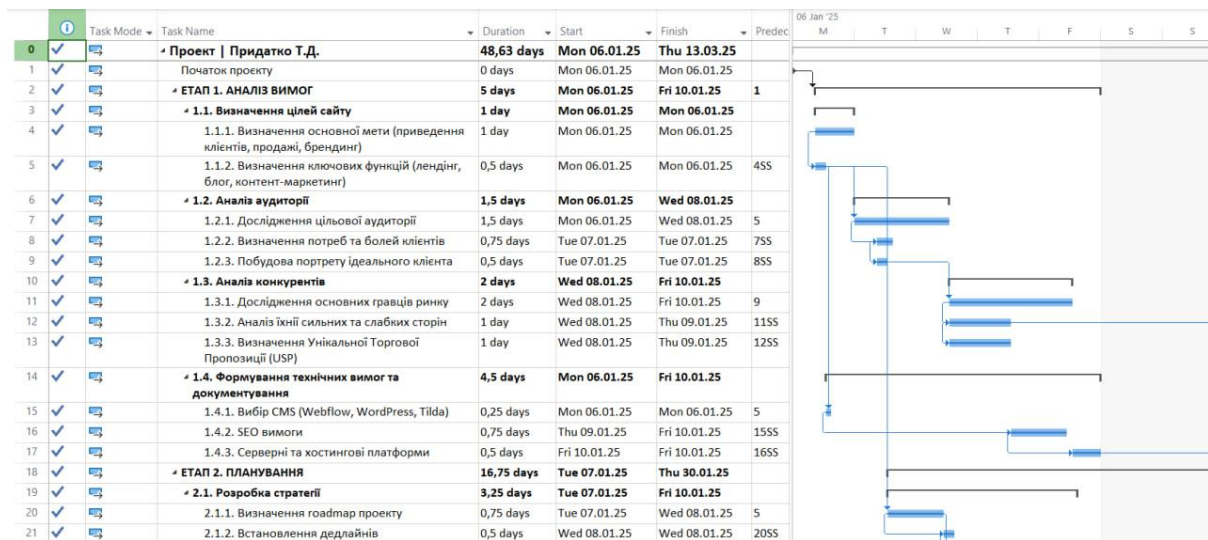 06 Jan '25
Task Mode Task Name Duration Start Finish Predec M T W T F S S
0 Проект | Придатко Т.Д. 48,63 days Mon 06.01.25 Thu 13.03.25
1 Початок проєкту 0 days Mon 06.01.25 Mon 06.01.25
2 ЕТАП 1. АНАЛІЗ ВИМОГ 5 days Mon 06.01.25 Fri 10.01.25 1
3 1.1. Визначення цілей сайту 1 day Mon 06.01.25 Mon 06.01.25
4 1.1.1. Визначення основної мети (приведення 1 day Mon 06.01.25 Mon 06.01.25
клієнтів, продажі, брендинг)
5 1.1.2. Визначення ключових функцій (лендінг, 0,5 days Mon 06.01.25 Mon 06.01.25 4SS
блог, контент-маркетинг)
6 1.2. Аналіз аудиторії 1,5 days Mon 06.01.25 Wed 08.01.25
7 1.2.1. Дослідження цільової аудиторії 1,5 days Mon 06.01.25 Wed 08.01.25 5
8 1.2.2. Визначення потреб та болей клієнтів 0,75 days Tue 07.01.25 Tue 07.01.25 7SS
9 1.2.3. Побудова портрету ідеального клієнта 0,5 days Tue 07.01.25 Tue 07.01.25 8SS
10 1.3. Аналіз конкурентів 2 days Wed 08.01.25 Fri 10.01.25
11 1.3.1. Дослідження основних гравців ринку 2 days Wed 08.01.25 Fri 10.01.25 9
12 1.3.2. Аналіз їхнії сильних та слабких сторін 1 day Wed 08.01.25 Thu 09.01.25 11SS
13 1.3.3. Визначення Унікальної Торгової 1 day Wed 08.01.25 Thu 09.01.25 12SS
Пропозиції (USP)
14 1.4. Формування технічних вимог та 4,5 days Mon 06.01.25 Fri 10.01.25
документування
15 1.4.1. Вибір CMS (Webflow, WordPress, Tilda) 0,25 days Mon 06.01.25 Mon 06.01.25 5
16 1.4.2. SEO вимоги 0,75 days Thu 09.01.25 Fri 10.01.25 15SS
17 1.4.3. Серверні та хостингові платформи 0,5 days Fri 10.01.25 Fri 10.01.25 16SS
18 ЕТАП 2. ПЛАНУВАННЯ 16,75 days Tue 07.01.25 Thu 30.01.25
19 2.1. Розробка стратегії 3,25 days Tue 07.01.25 Fri 10.01.25
20 2.1.1. Визначення roadmap проекту 0,75 days Tue 07.01.25 Wed 08.01.25 5
21 2.1.2. Встановлення дедлайнів 0,5 days Wed 08.01.25 Wed 08.01.25 20SS